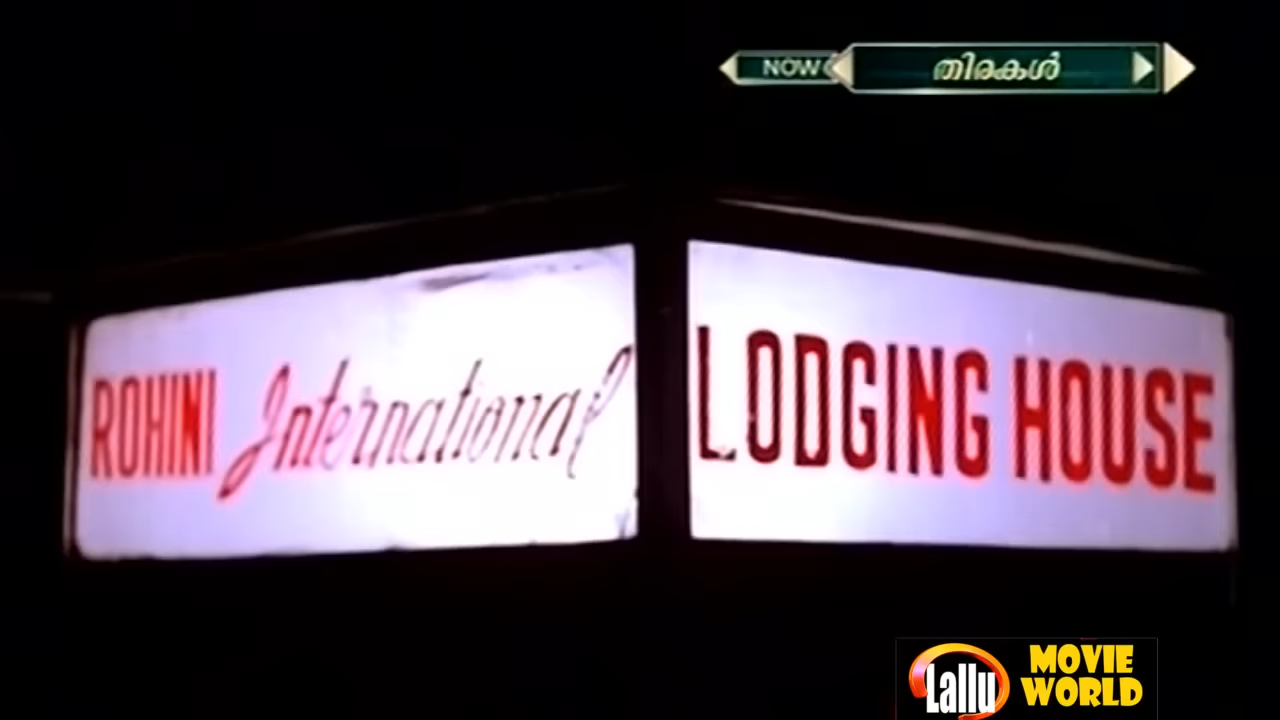 NOW
തിരകൾ
ROHINI International
LODGING HOUSE
Lallu
MOVIE
WORLD